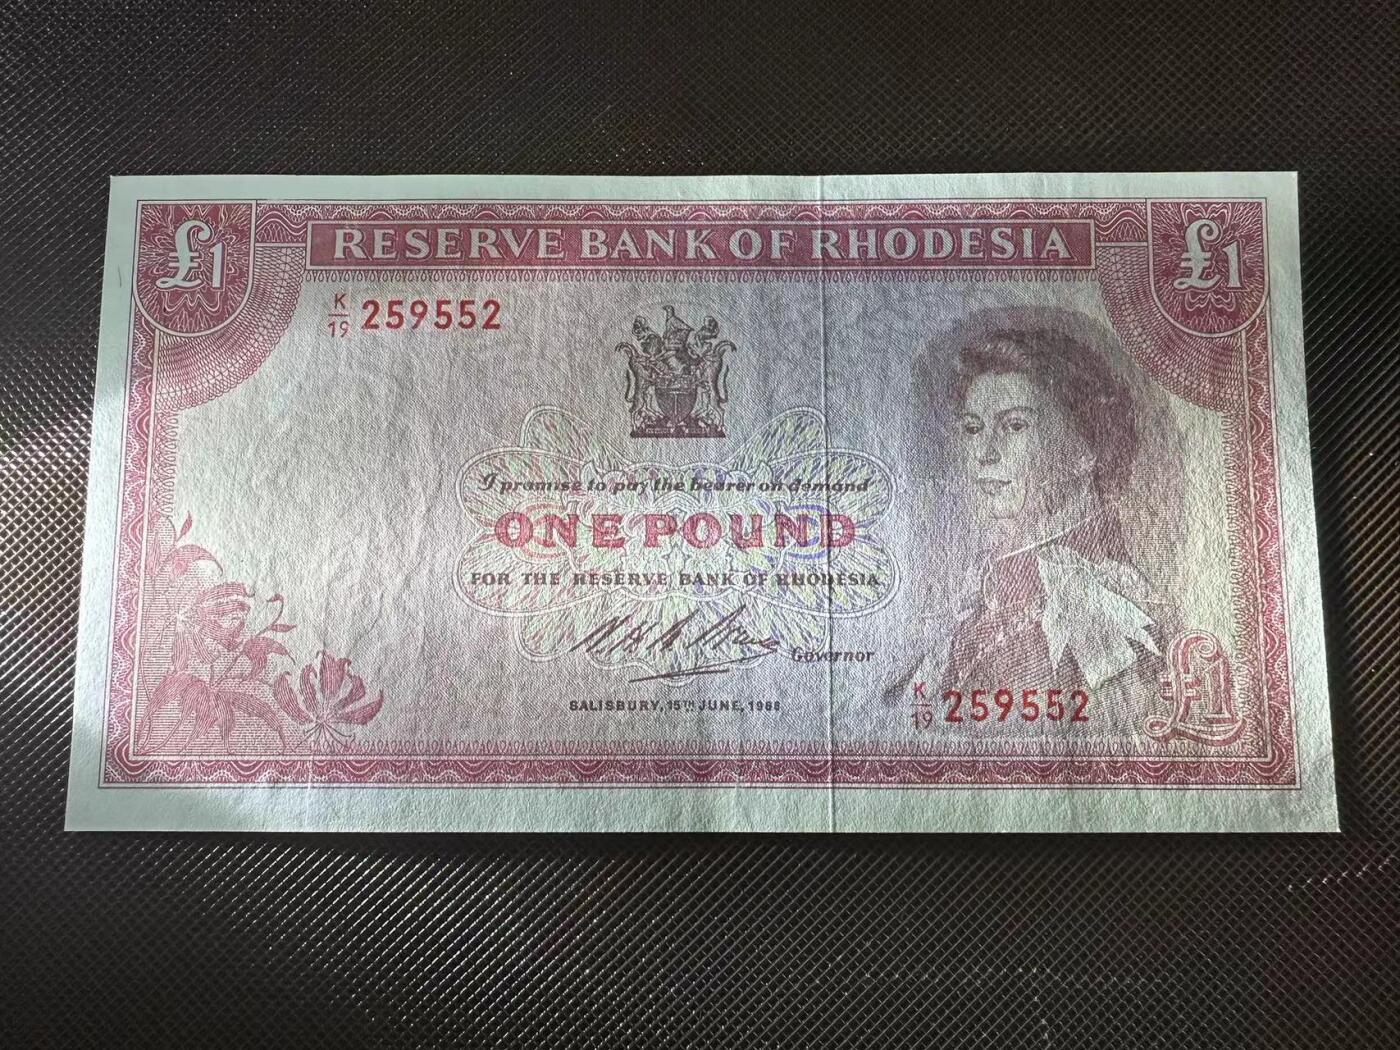 £1
RESERVE BANK OF RHODESIA
£1
K/19 259552
I promise to pay the bearer on demand
ONE POUND
FOR THE RESERVE BANK OF RHODESIA
Governor
SALISBURY, 15TH JUNE, 1968
K/19 259552
£1